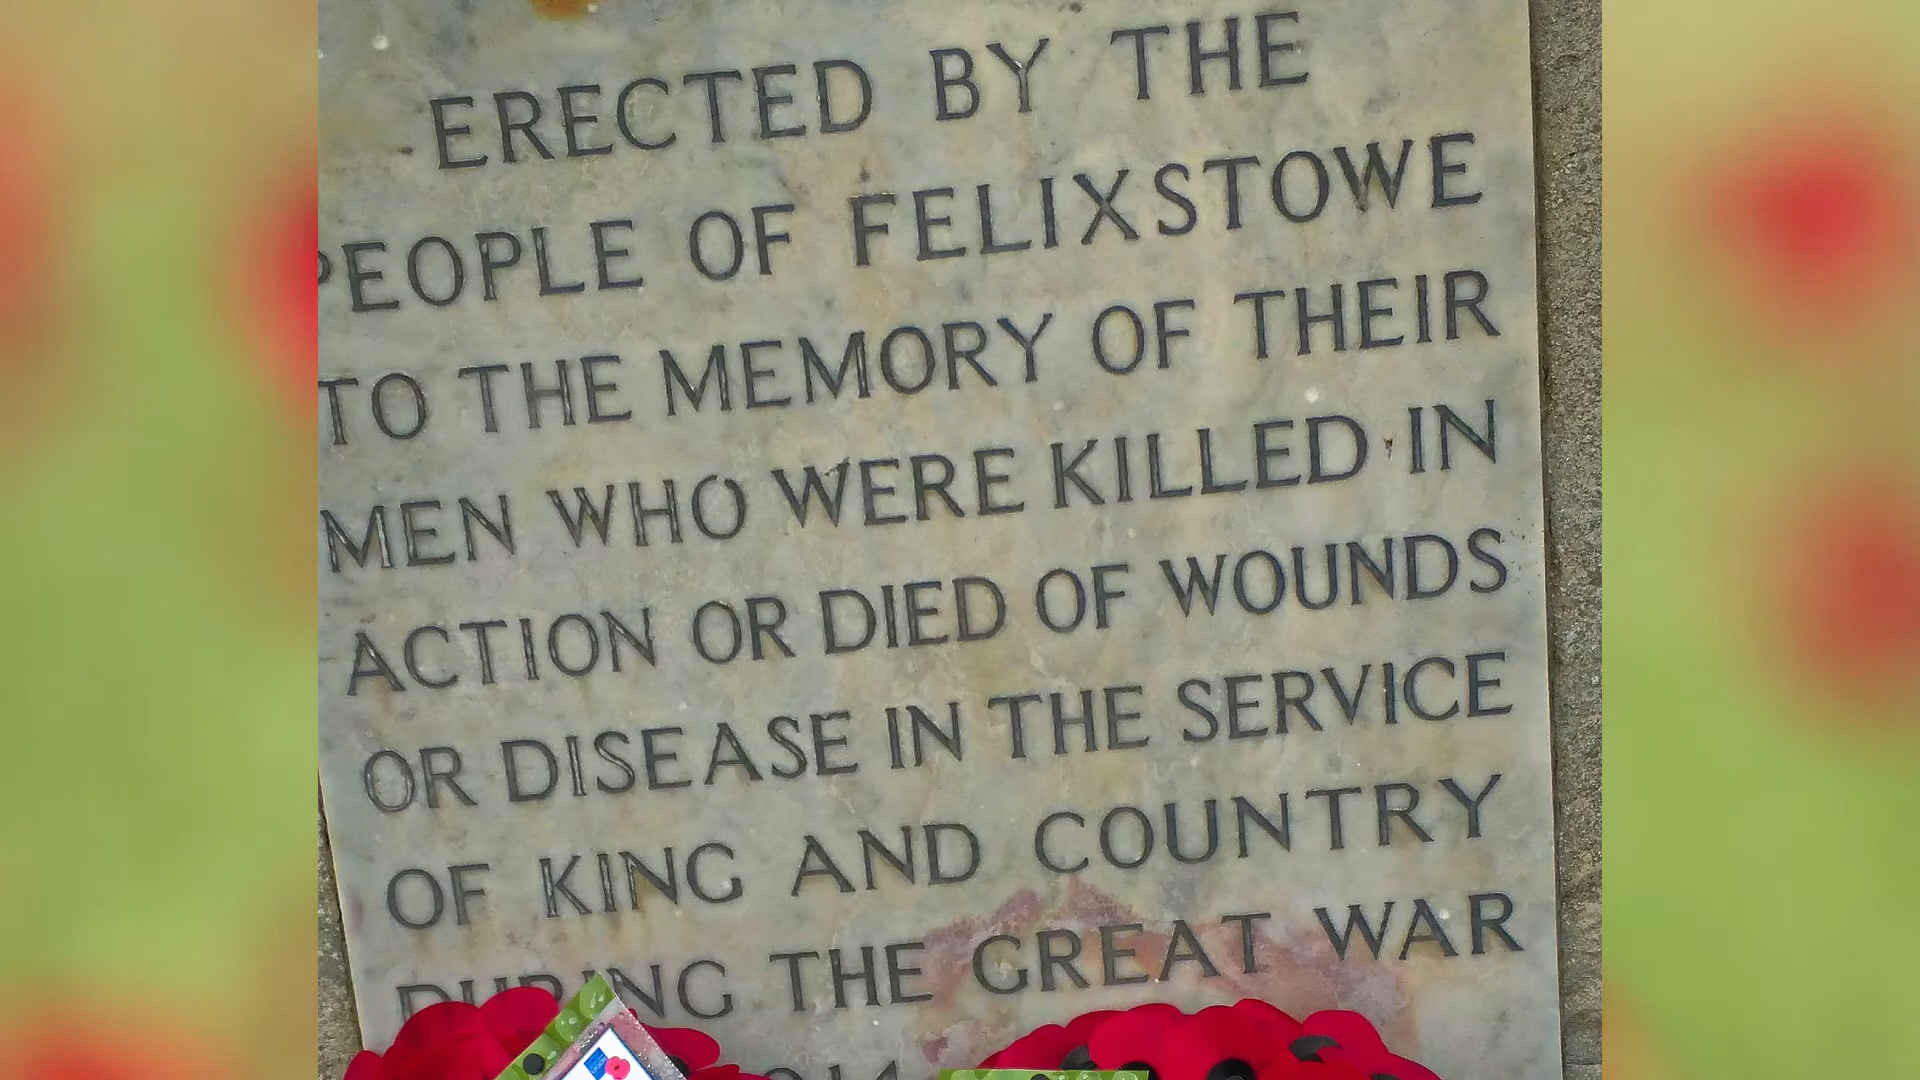 ERECTED BY THE
PEOPLE OF FELIXSTOWE
TO THE MEMORY OF THEIR
MEN WHO WERE KILLED IN
ACTION OR DIED OF WOUNDS
OR DISEASE IN THE SERVICE
OF KING AND COUNTRY
DURING THE GREAT WAR